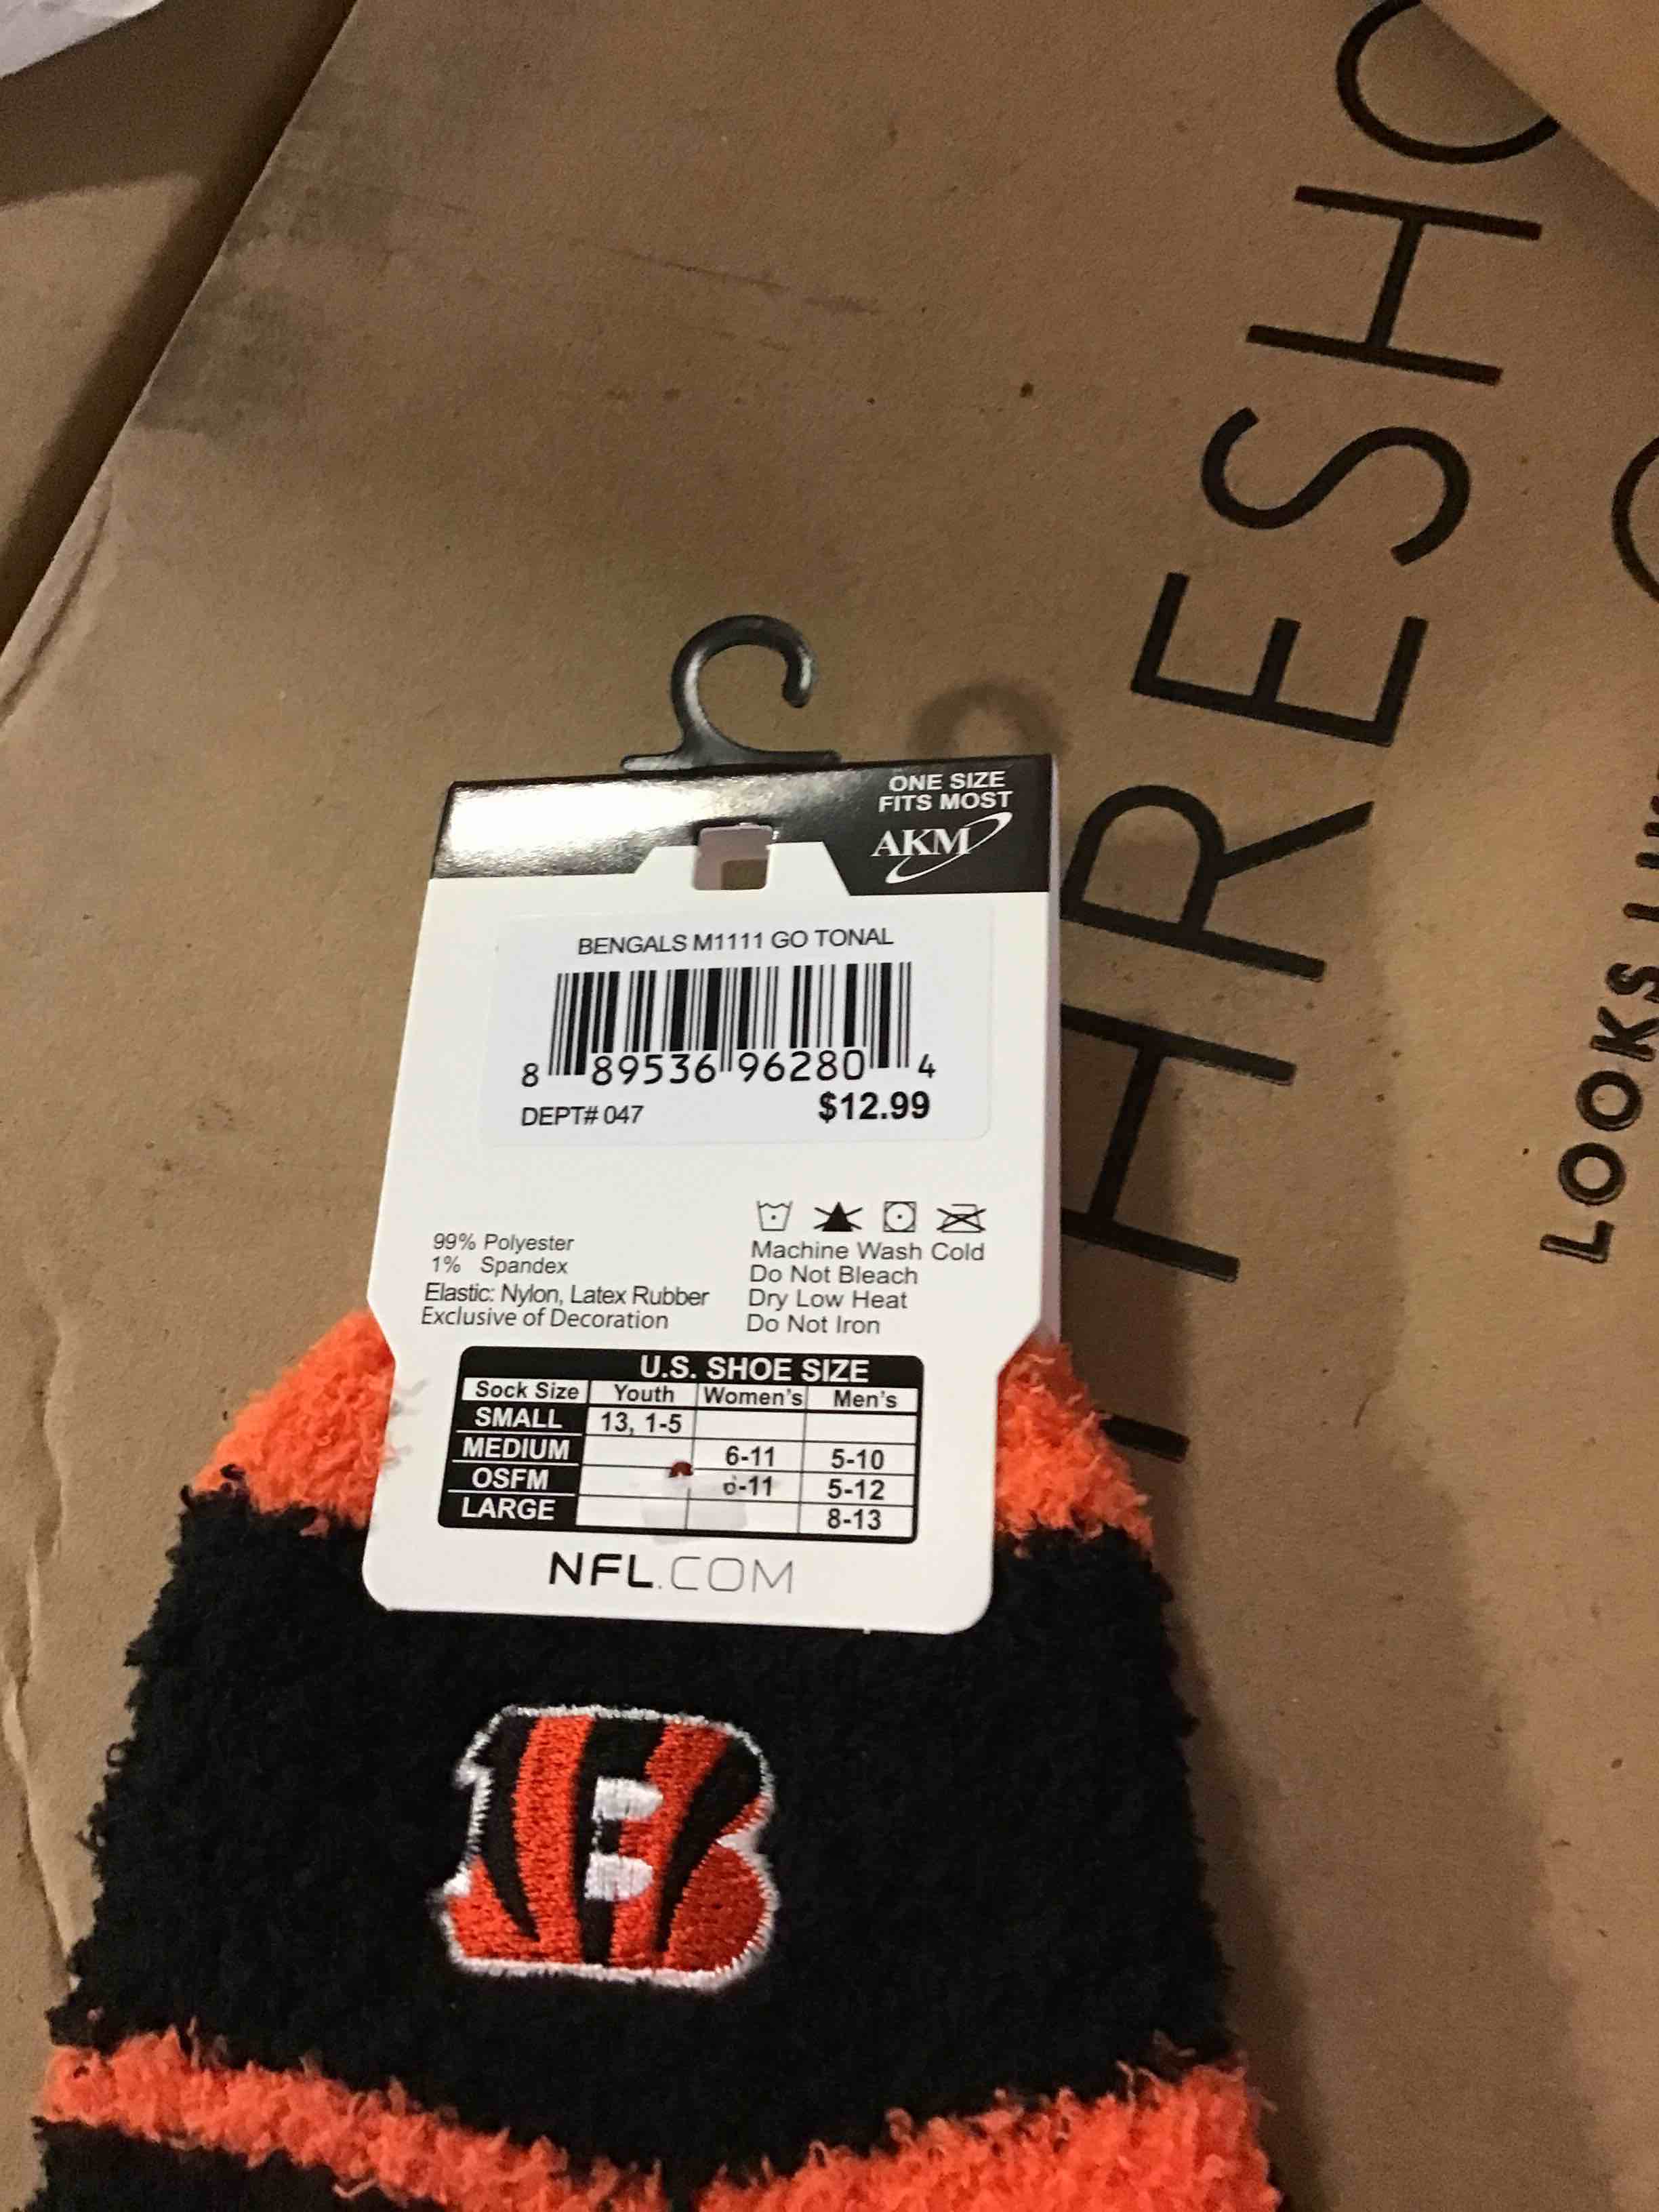 ONE SIZE
FITS MOST
AKM
BENGALS M1111 GO TONAL
8 89536 96280 4
DEPT# 047 $12.99
99% Polyester
1% Spandex
Elastic: Nylon, Latex Rubber
Exclusive of Decoration
Machine Wash Cold
Do Not Bleach
Dry Low Heat
Do Not Iron
U.S. SHOE SIZE
Sock Size Youth Women's Men's
SMALL 13, 1-5
MEDIUM 6-11 5-10
OSFM 6-11 5-12
LARGE 8-13
NFL.COM
B
LOOKS